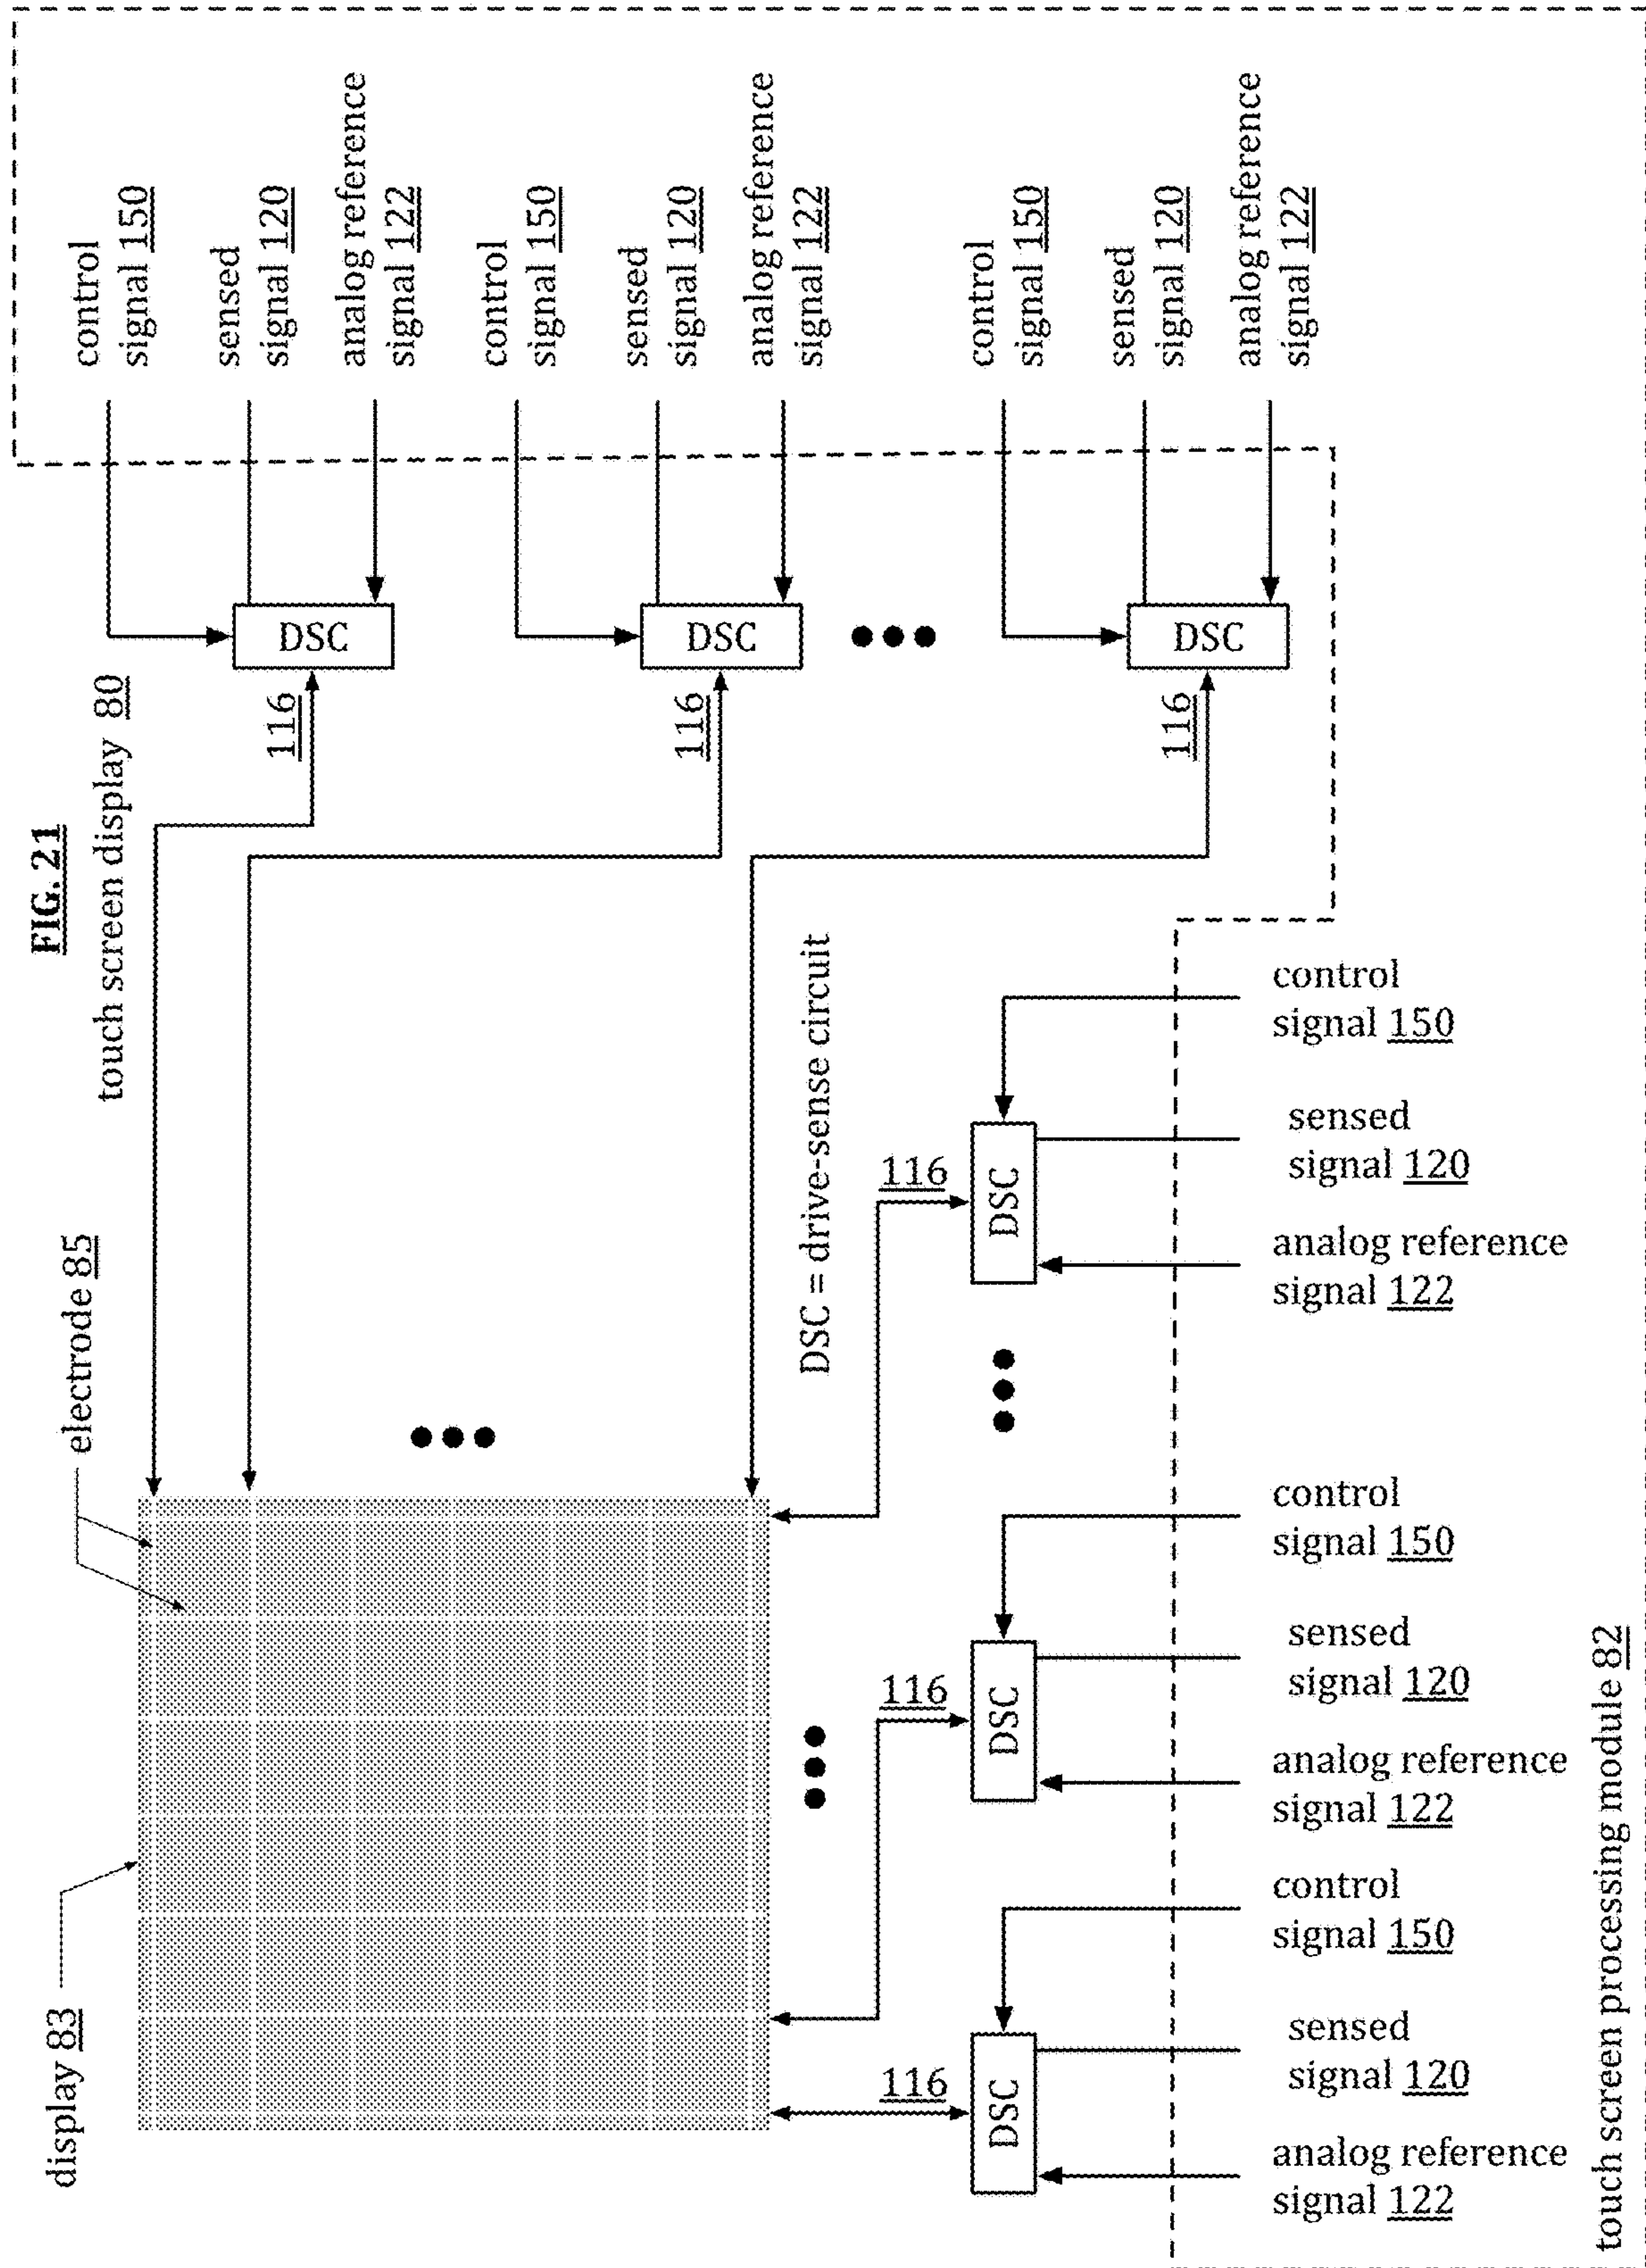 FIG. 21
touch screen display 80
display 83
electrode 85
116
DSC
control
signal 150
sensed
signal 120
analog reference
signal 122
116
DSC
control
signal 150
sensed
signal 120
analog reference
signal 122
116
DSC
control
signal 150
sensed
signal 120
analog reference
signal 122
DSC = drive-sense circuit
116
DSC
analog reference
signal 122
sensed
signal 120
control
signal 150
116
DSC
analog reference
signal 122
sensed
signal 120
control
signal 150
116
DSC
analog reference
signal 122
sensed
signal 120
control
signal 150
touch screen processing module 82